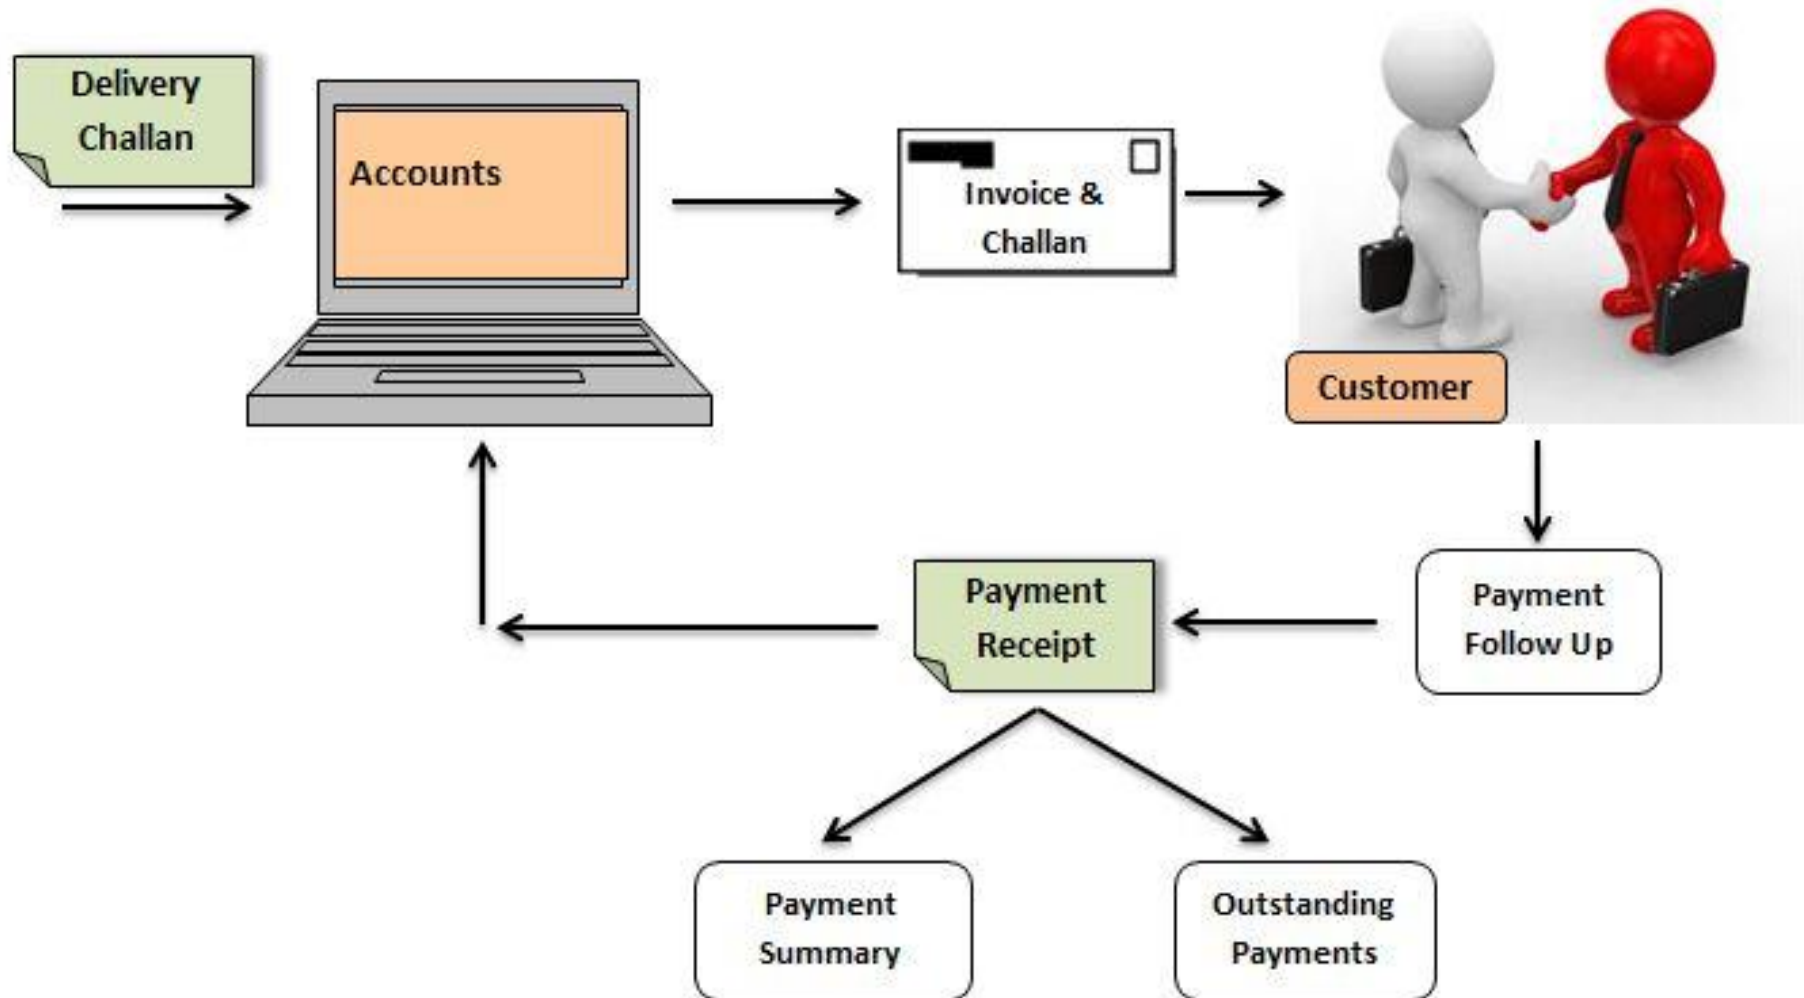 Delivery
Challan
Accounts
Invoice &
Challan
Customer
Payment
Follow Up
Payment
Receipt
Payment
Summary
Outstanding
Payments